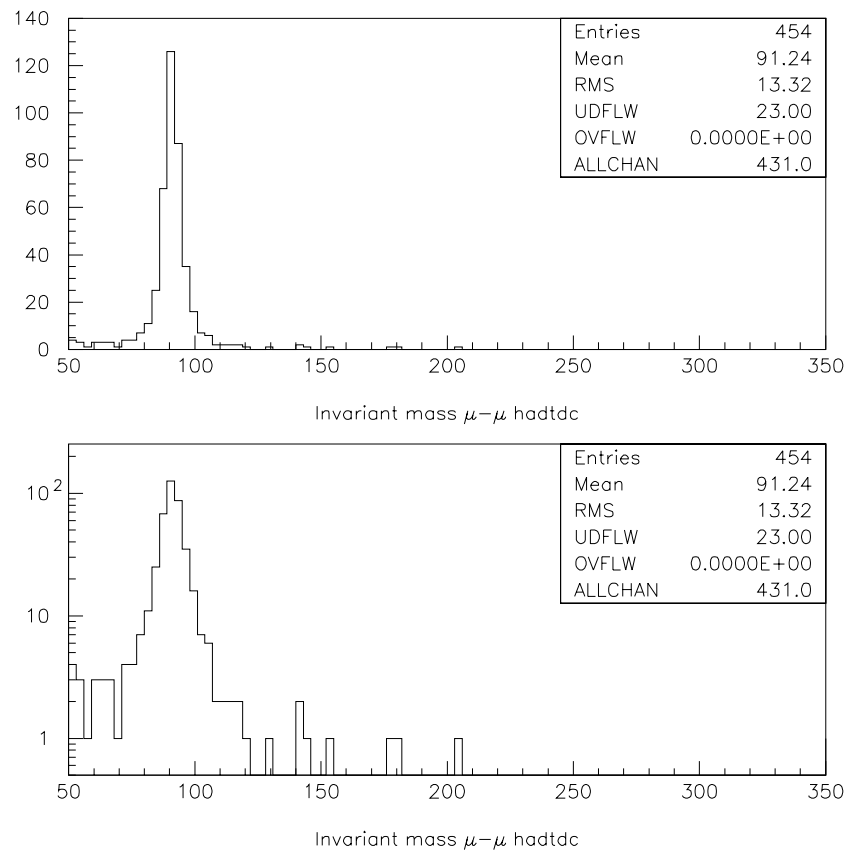 140
120
100
80
60
40
20
0
Entries 454
Mean 91.24
RMS 13.32
UDFLW 23.00
OVFLW 0.0000E+00
ALLCHAN 431.0
50 100 150 200 250 300 350
Invariant mass μ−μ hadtdc
10²
10
1
Entries 454
Mean 91.24
RMS 13.32
UDFLW 23.00
OVFLW 0.0000E+00
ALLCHAN 431.0
50 100 150 200 250 300 350
Invariant mass μ−μ hadtdc